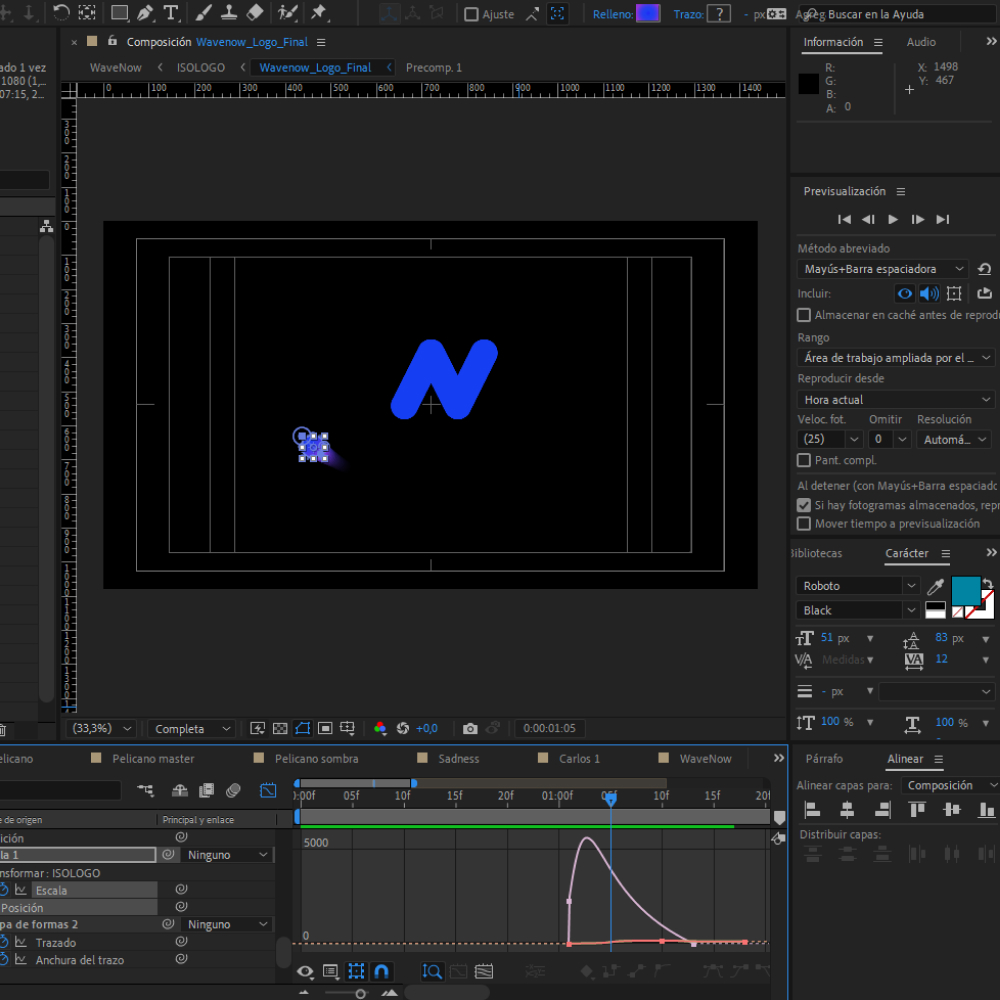 Ajuste
Relleno:
Trazo:
?
- px
Buscar en la Ayuda
Composición Wavenow_Logo_Final
WaveNow
ISOLOGO
Wavenow_Logo_Final
Precomp. 1
ado 1 vez
1080 (1,...
07:15, 2...
0 100 200 300 400 500 600 700 800 900 1000 1100 1200 1300 1400
Información
Audio
R:
G:
B:
A: 0
X: 1498
Y: 467
Previsualización
Método abreviado
Mayús+Barra espaciadora
Incluir:
Almacenar en caché antes de reprod
Rango
Área de trabajo ampliada por el ...
Reproducir desde
Hora actual
Veloc. fot.
Omitir
Resolución
(25)
0
Automá...
Pant. compl.
Al detener (con Mayús+Barra espaciado
Si hay fotogramas almacenados, repr
Mover tiempo a previsualización
Bibliotecas
Carácter
Roboto
Black
51 px
83 px
Medidas
12
- px
100 %
100 %
(33,3%)
Completa
+0,0
0:00:01:05
elicano
Pelicano master
Pelicano sombra
Sadness
Carlos 1
WaveNow
Párrafo
Alinear
Alinear capas para:
Composición
Distribuir capas:
:00f 05f 10f 15f 20f 01:00f 05f 10f 15f 20f
e de origen
Principal y enlace
ición
la 1
Ninguno
nsformar: ISOLOGO
Escala
Posición
pa de formas 2
Ninguno
Trazado
Anchura del trazo
5000
0